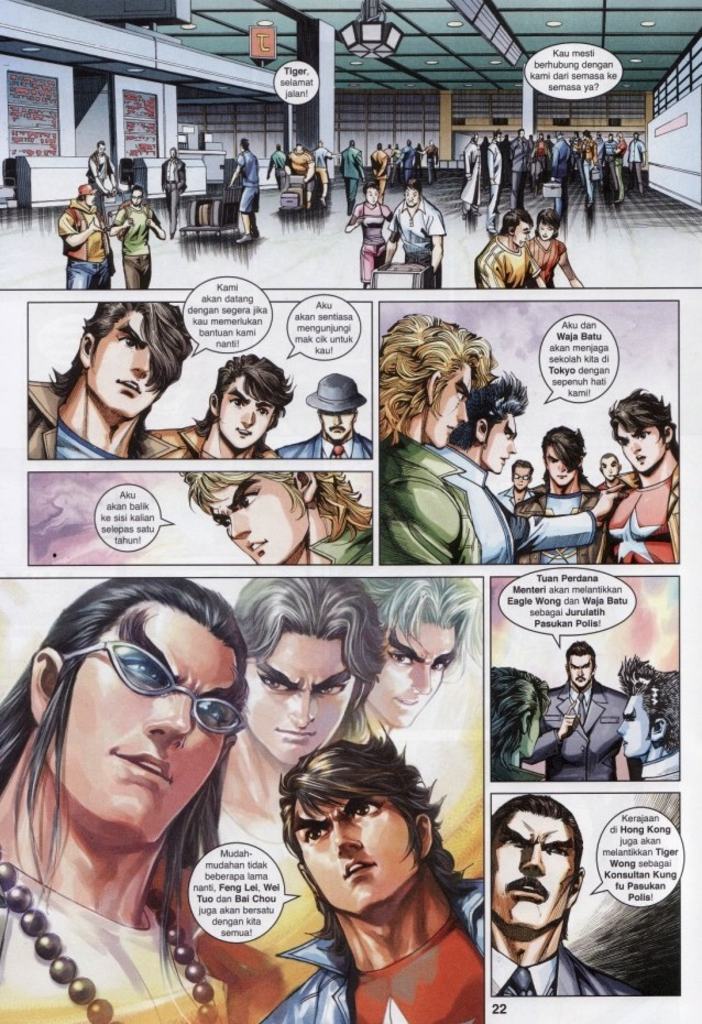 Tiger,
selamat
jalan!
Kau mesti
berhubung dengan
kami dari semasa ke
semasa ya?
Kami
akan datang
dengan segera jika
kau memerlukan
bantuan kami
nanti!
Aku
akan sentiasa
mengunjungi
mak cik untuk
kau!
Aku dan
Waja Batu
akan menjaga
sekolah kita di
Tokyo dengan
sepenuh hati
kami!
Aku
akan balik
ke sisi kalian
selepas satu
tahun!
Mudah-
mudahan tidak
beberapa lama
nanti, Feng Lei, Wei
Tuo dan Bai Chou
juga akan bersatu
dengan kita
semua!
Tuan Perdana
Menteri akan melantikkan
Eagle Wong dan Waja Batu
sebagai Jurulatih
Pasukan Polis!
Kerajaan
di Hong Kong
juga akan
melantikkan Tiger
Wong sebagai
Konsultan Kung
fu Pasukan
Polis!
22